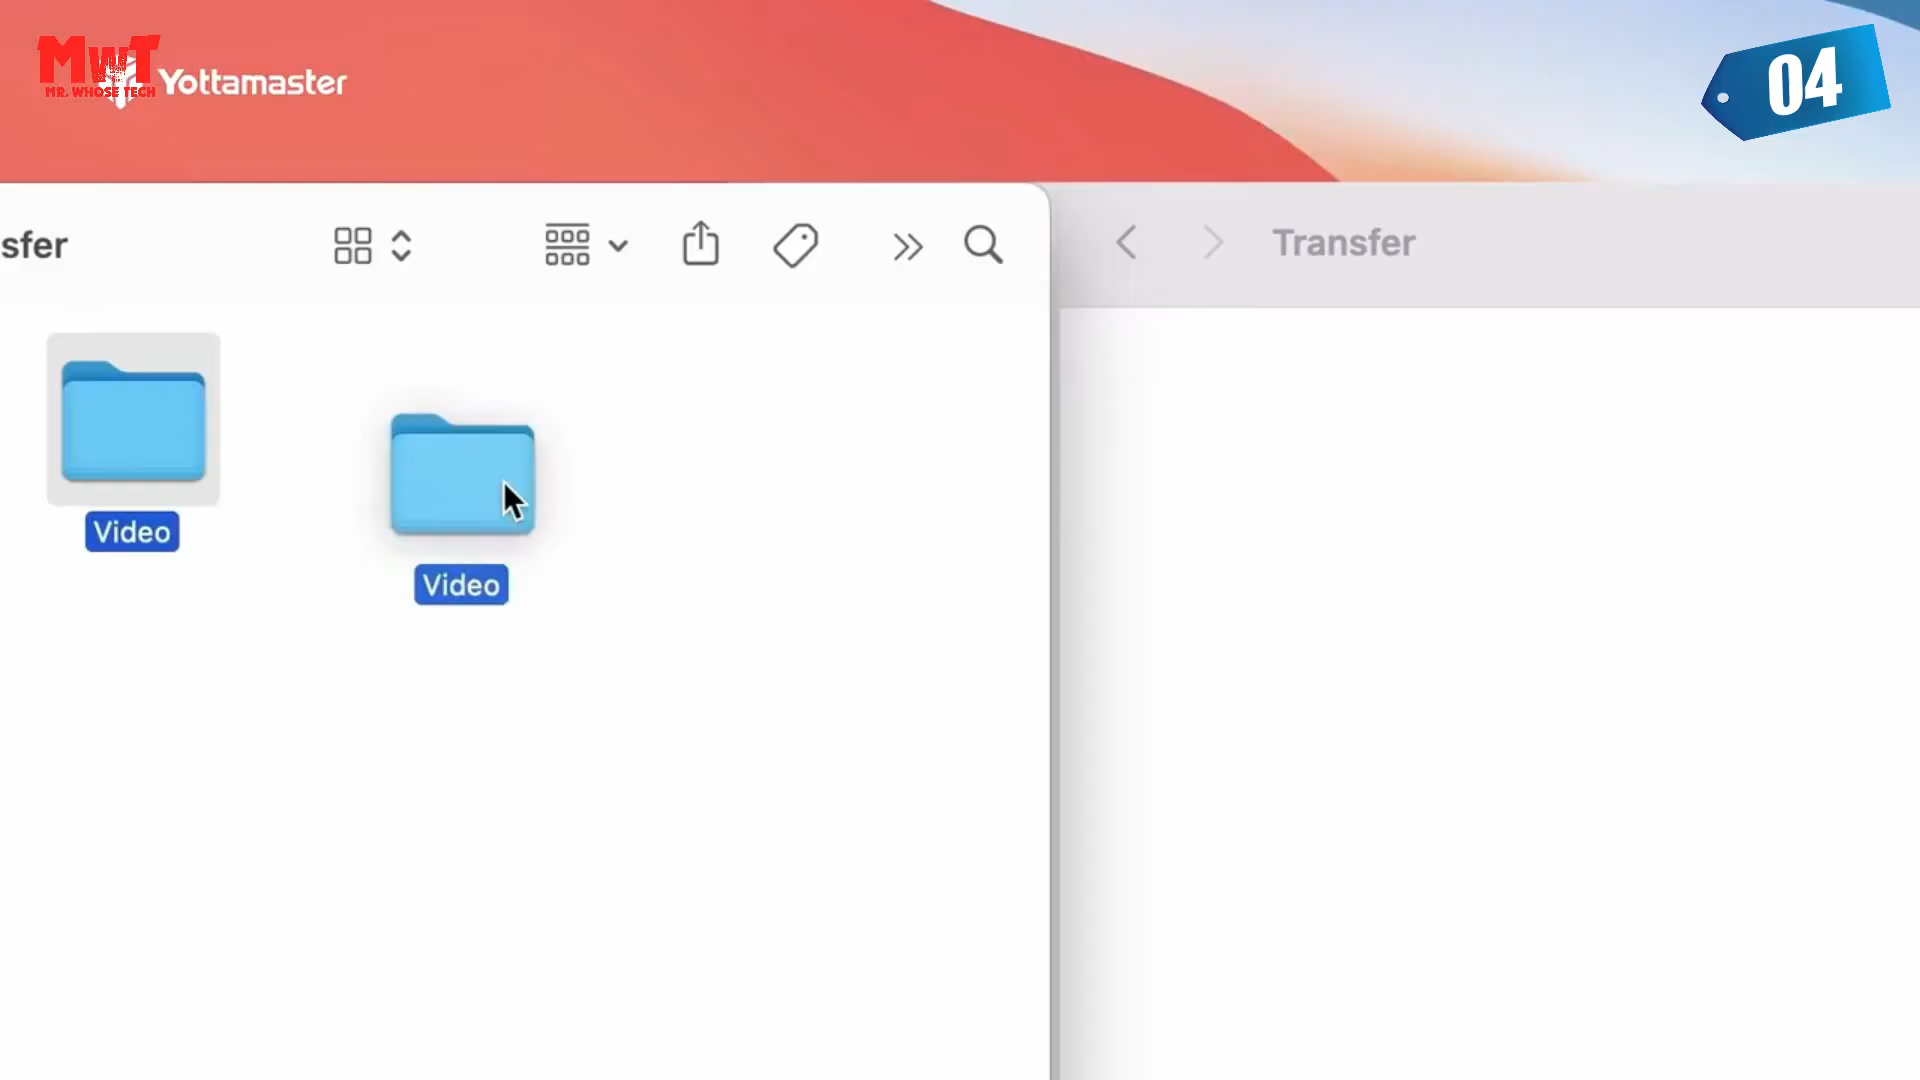 MwT
MR. WHOSE TECH
Yottamaster
04
sfer
Transfer
Video
Video